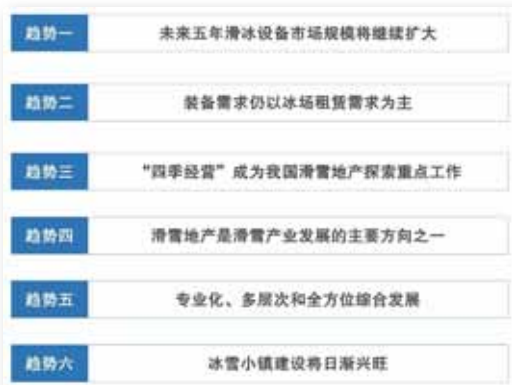 趋势一 未来五年滑冰设备市场规模将继续扩大
趋势二 装备需求仍以冰场租赁需求为主
趋势三 “四季经营”成为我国滑雪地产探索重点工作
趋势四 滑雪地产是滑雪产业发展的主要方向之一
趋势五 专业化、多层次和全方位综合发展
趋势六 冰雪小镇建设将日渐兴旺